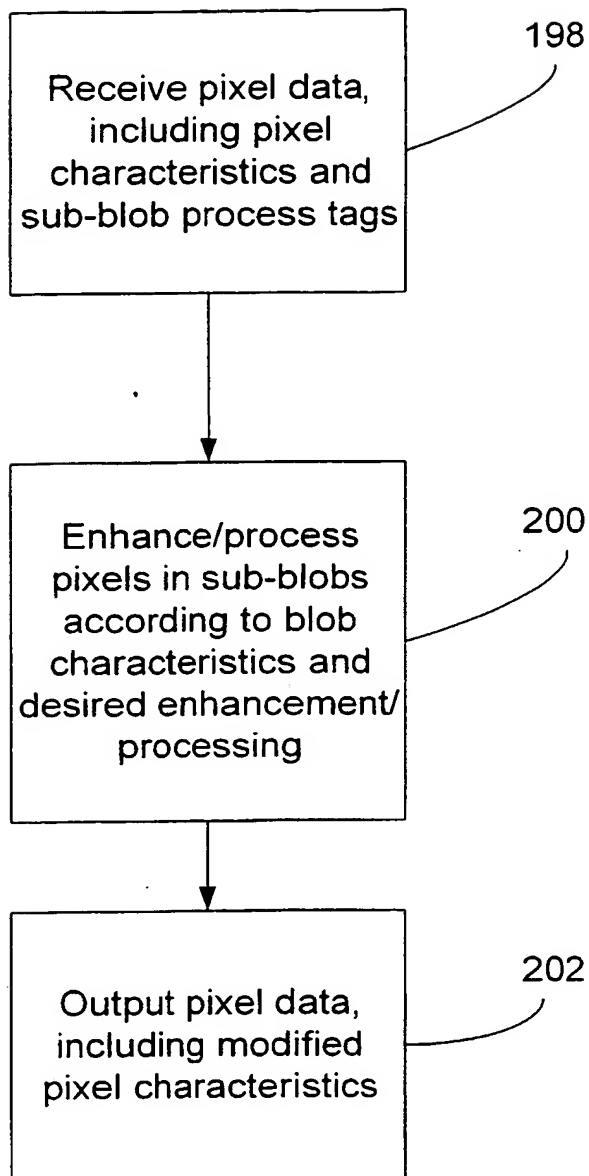 198
Receive pixel data,
including pixel
characteristics and
sub-blob process tags
200
Enhance/process
pixels in sub-blobs
according to blob
characteristics and
desired enhancement/
processing
202
Output pixel data,
including modified
pixel characteristics